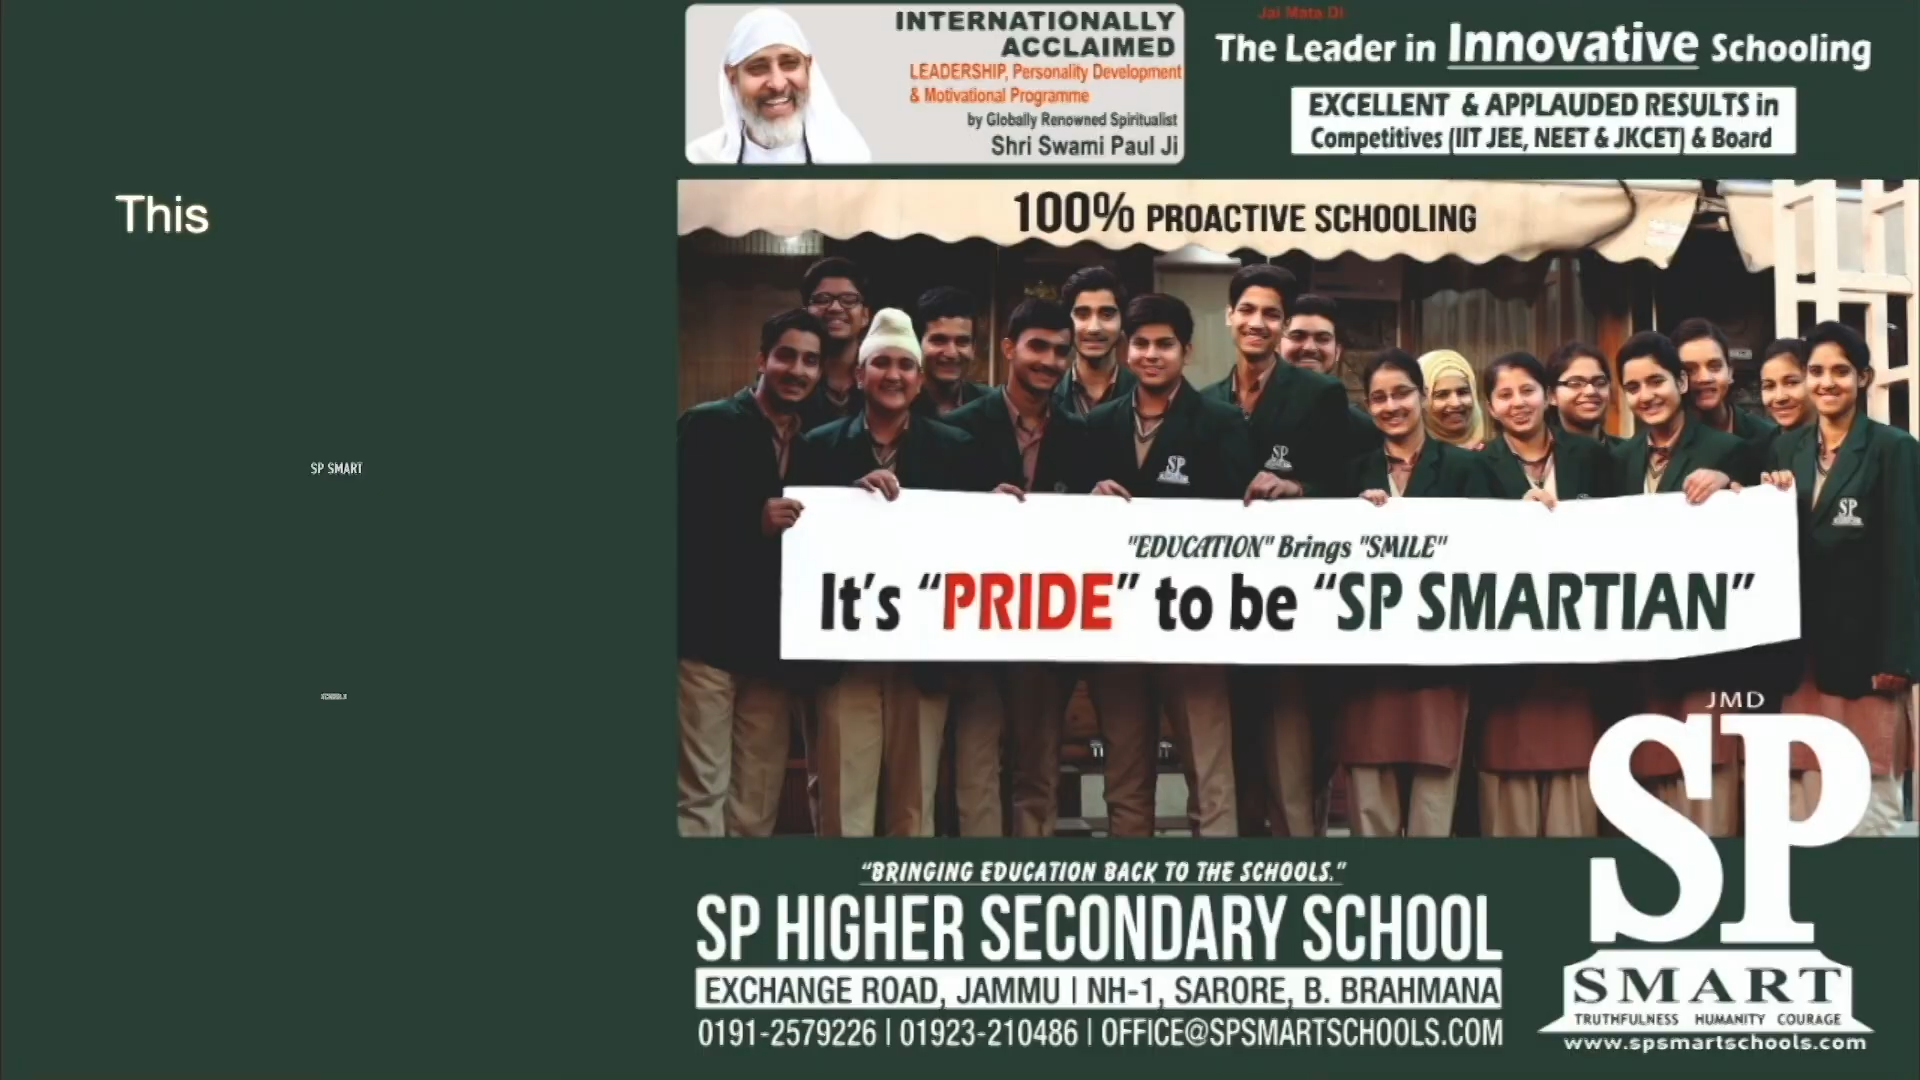 This
SP SMART
SCHOOLS
INTERNATIONALLY
ACCLAIMED
LEADERSHIP, Personality Development
& Motivational Programme
by Globally Renowned Spiritualist
Shri Swami Paul Ji
Jai Mata Di
The Leader in Innovative Schooling
EXCELLENT & APPLAUDED RESULTS in
Competitives (IIT JEE, NEET & JKCET) & Board
100% PROACTIVE SCHOOLING
SP
SP
SP
"EDUCATION" Brings "SMILE"
It's “PRIDE” to be “SP SMARTIAN”
JMD
SP
SMART
TRUTHFULNESS HUMANITY COURAGE
www.spsmartschools.com
“BRINGING EDUCATION BACK TO THE SCHOOLS.”
SP HIGHER SECONDARY SCHOOL
EXCHANGE ROAD, JAMMU | NH-1, SARORE, B. BRAHMANA
0191-2579226 | 01923-210486 | OFFICE@SPSMARTSCHOOLS.COM